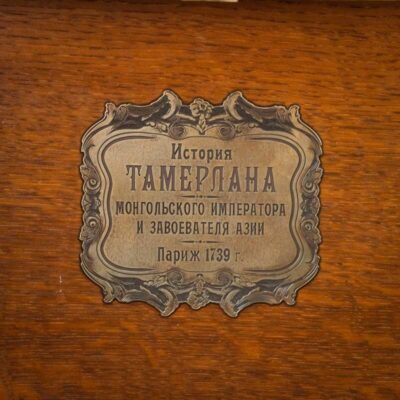 История
ТАМЕРЛАНА
МОНГОЛЬСКОГО ИМПЕРАТОРА
И ЗАВОЕВАТЕЛЯ АЗИИ
Париж 1739 г.